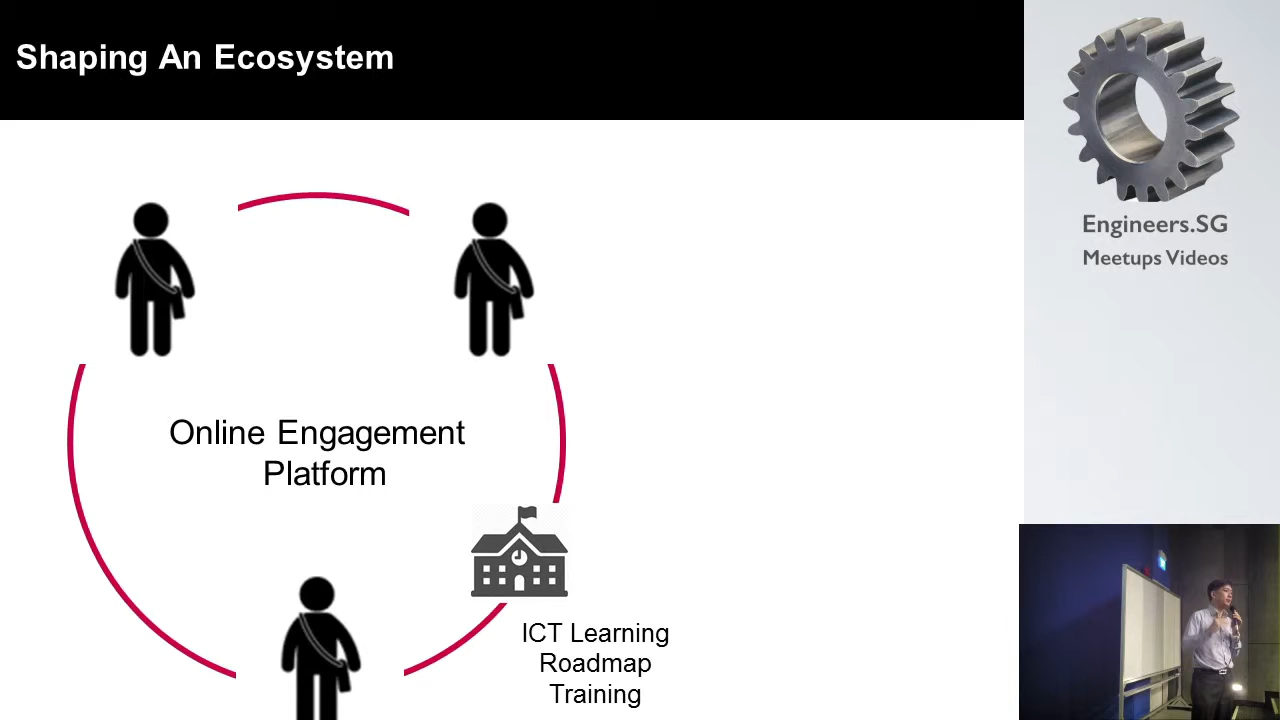 Shaping An Ecosystem
Engineers.SG
Meetups Videos
Online Engagement
Platform
ICT Learning
Roadmap
Training